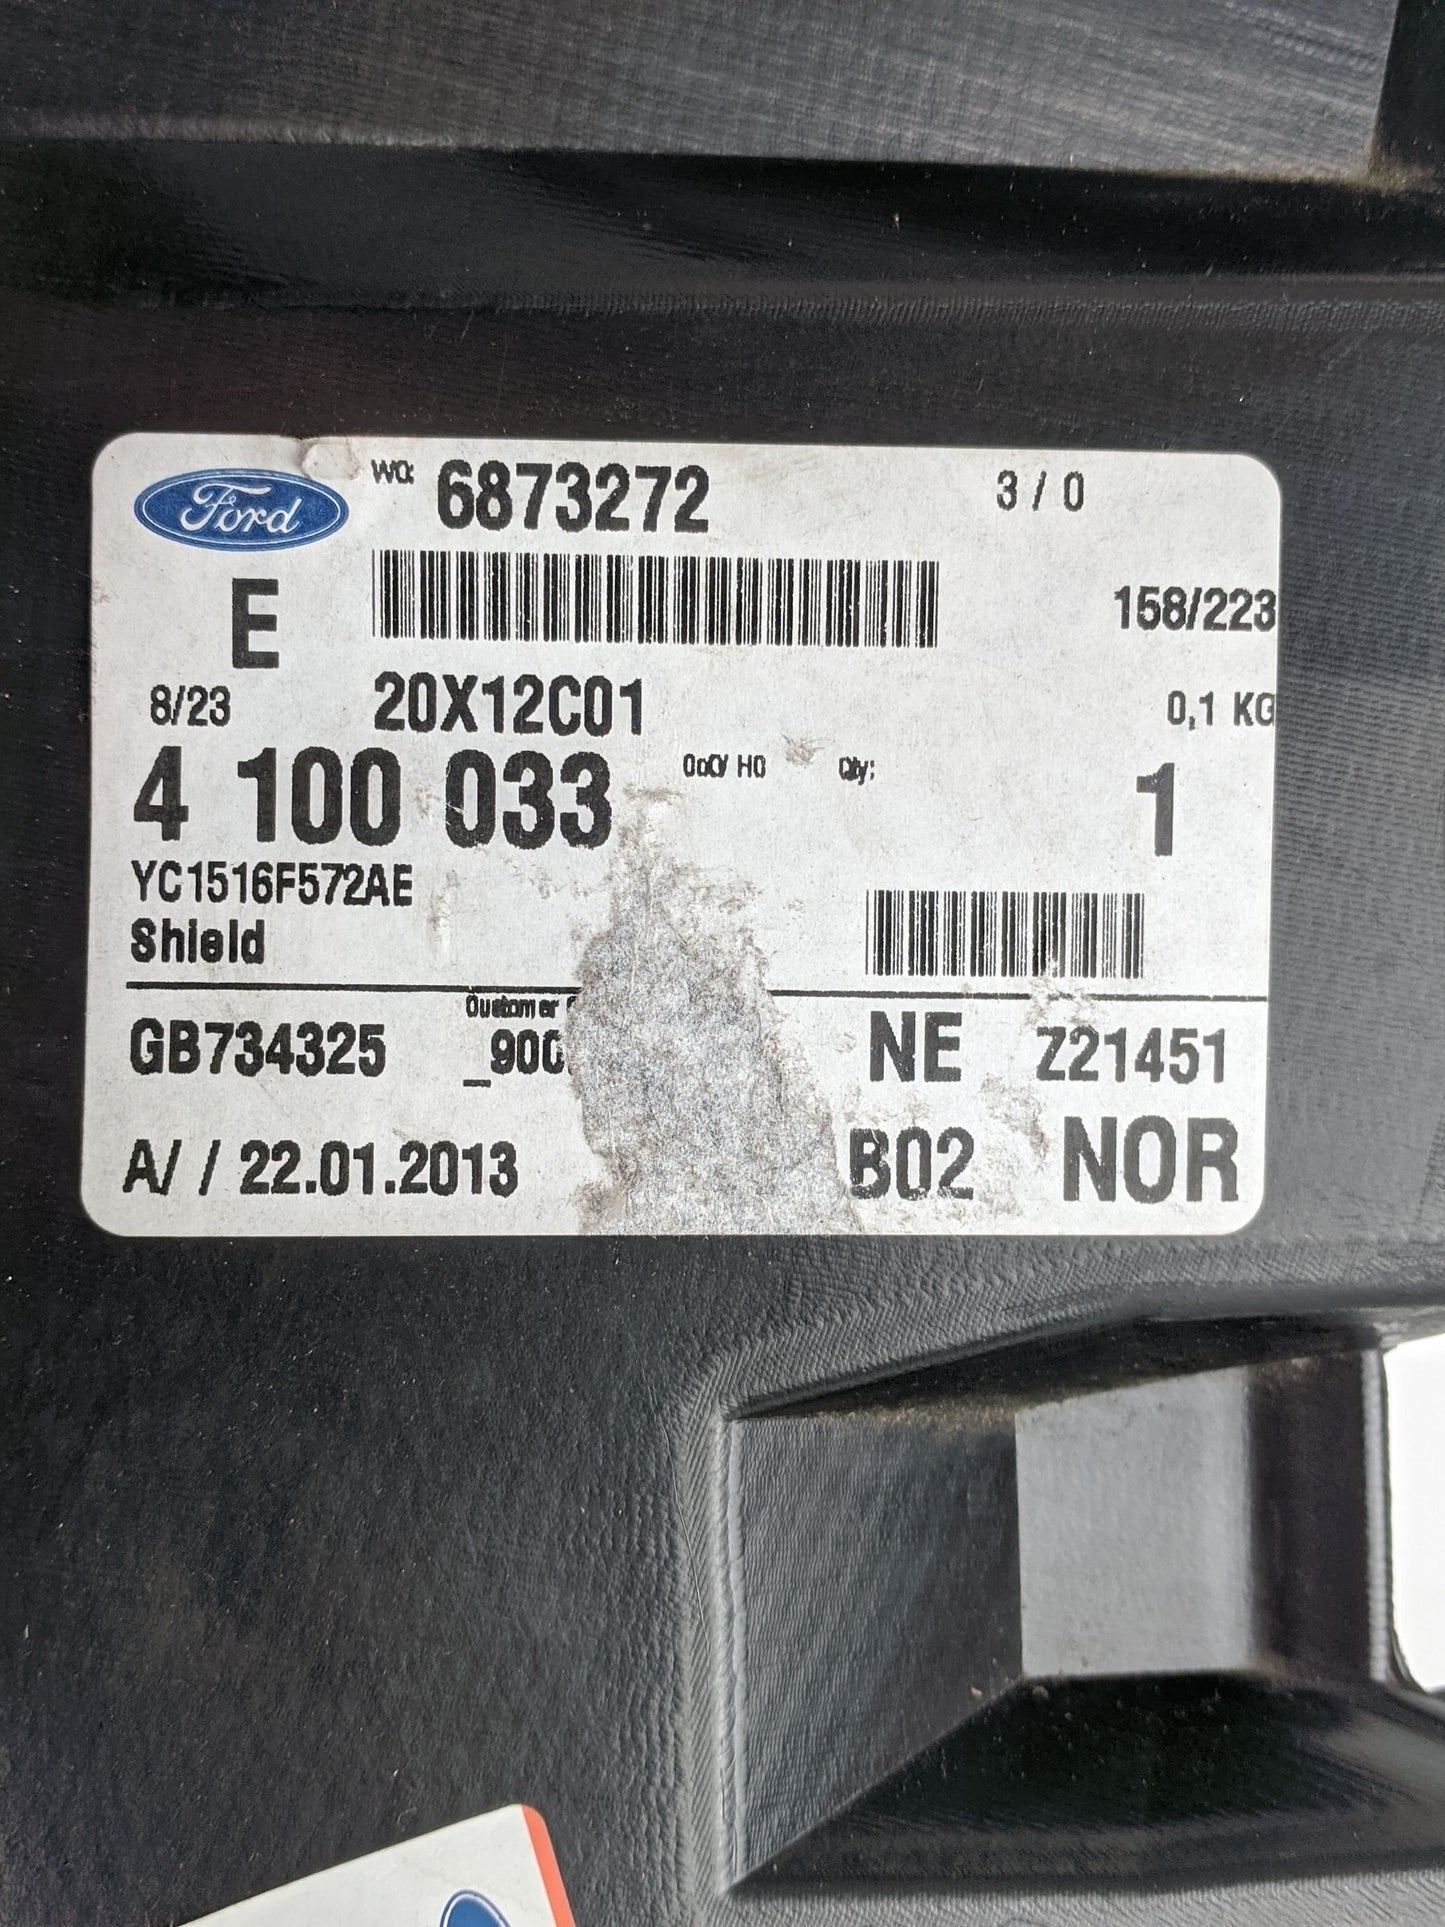 Ford
WO: 6873272
3 / 0
E
158/223
8/23
20X12C01
0,1 KG
4 100 033
Qty:
1
YC1516F572AE
Shield
Customer
GB734325
_900
NE
Z21451
A/ / 22.01.2013
B02
NOR